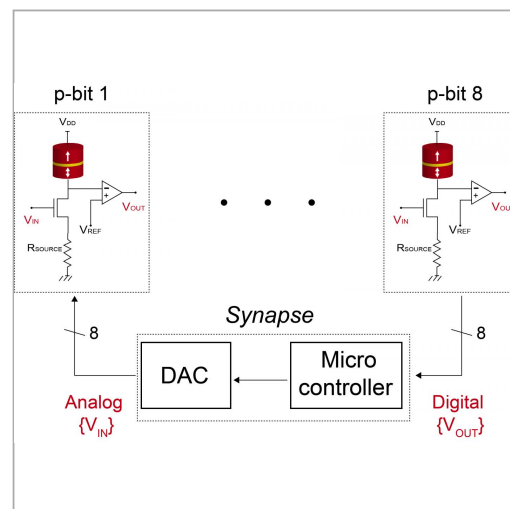 p-bit 1
p-bit 8
VDD
VDD
− +
− +
VIN
VOUT
VREF
RSOURCE
VIN
VOU
VREF
RSOURCE
8
8
Synapse
DAC
Micro
controller
Analog
{VIN}
Digital
{VOUT}